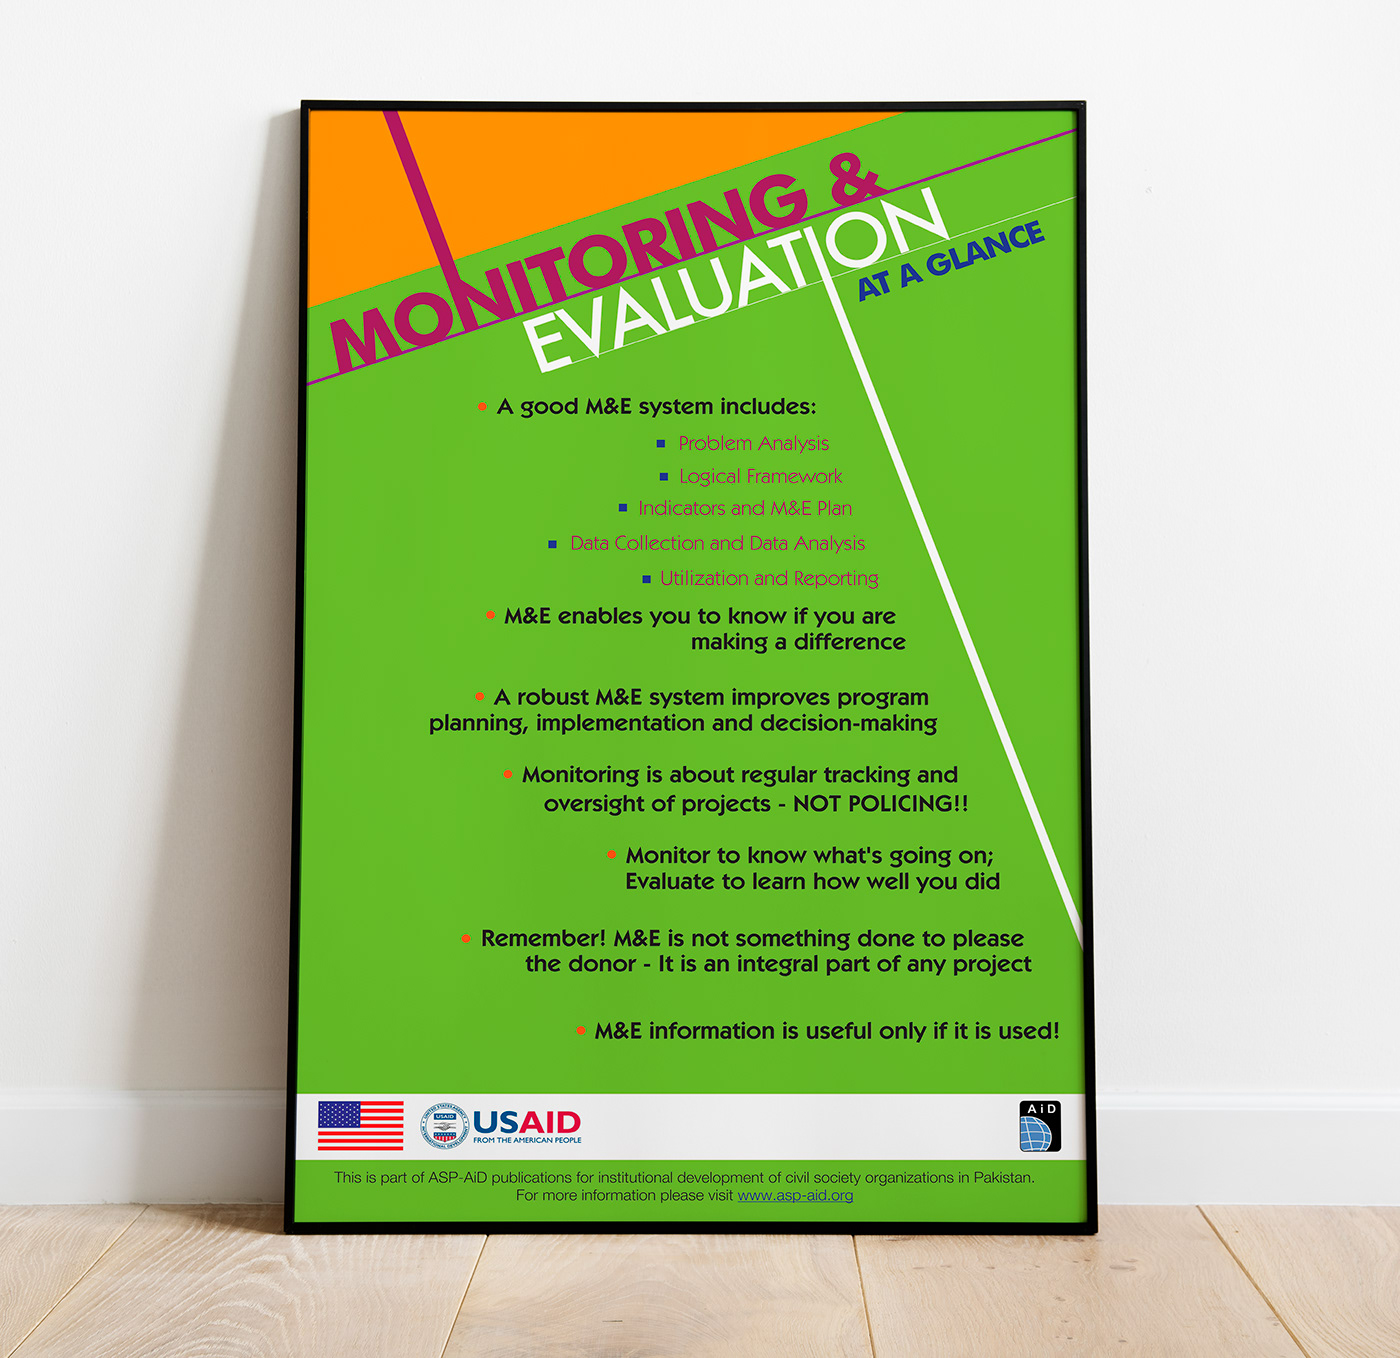 MONITORING &
EVALUATION
AT A GLANCE
• A good M&E system includes:
▪ Problem Analysis
▪ Logical Framework
▪ Indicators and M&E Plan
▪ Data Collection and Data Analysis
▪ Utilization and Reporting
• M&E enables you to know if you are
making a difference
• A robust M&E system improves program
planning, implementation and decision-making
• Monitoring is about regular tracking and
oversight of projects - NOT POLICING!!
• Monitor to know what's going on;
Evaluate to learn how well you did
• Remember! M&E is not something done to please
the donor - It is an integral part of any project
• M&E information is useful only if it is used!
UNITED STATES AGENCY
USAID
INTERNATIONAL DEVELOPMENT
USAID
FROM THE AMERICAN PEOPLE
AiD
This is part of ASP-AiD publications for institutional development of civil society organizations in Pakistan.
For more information please visit www.asp-aid.org